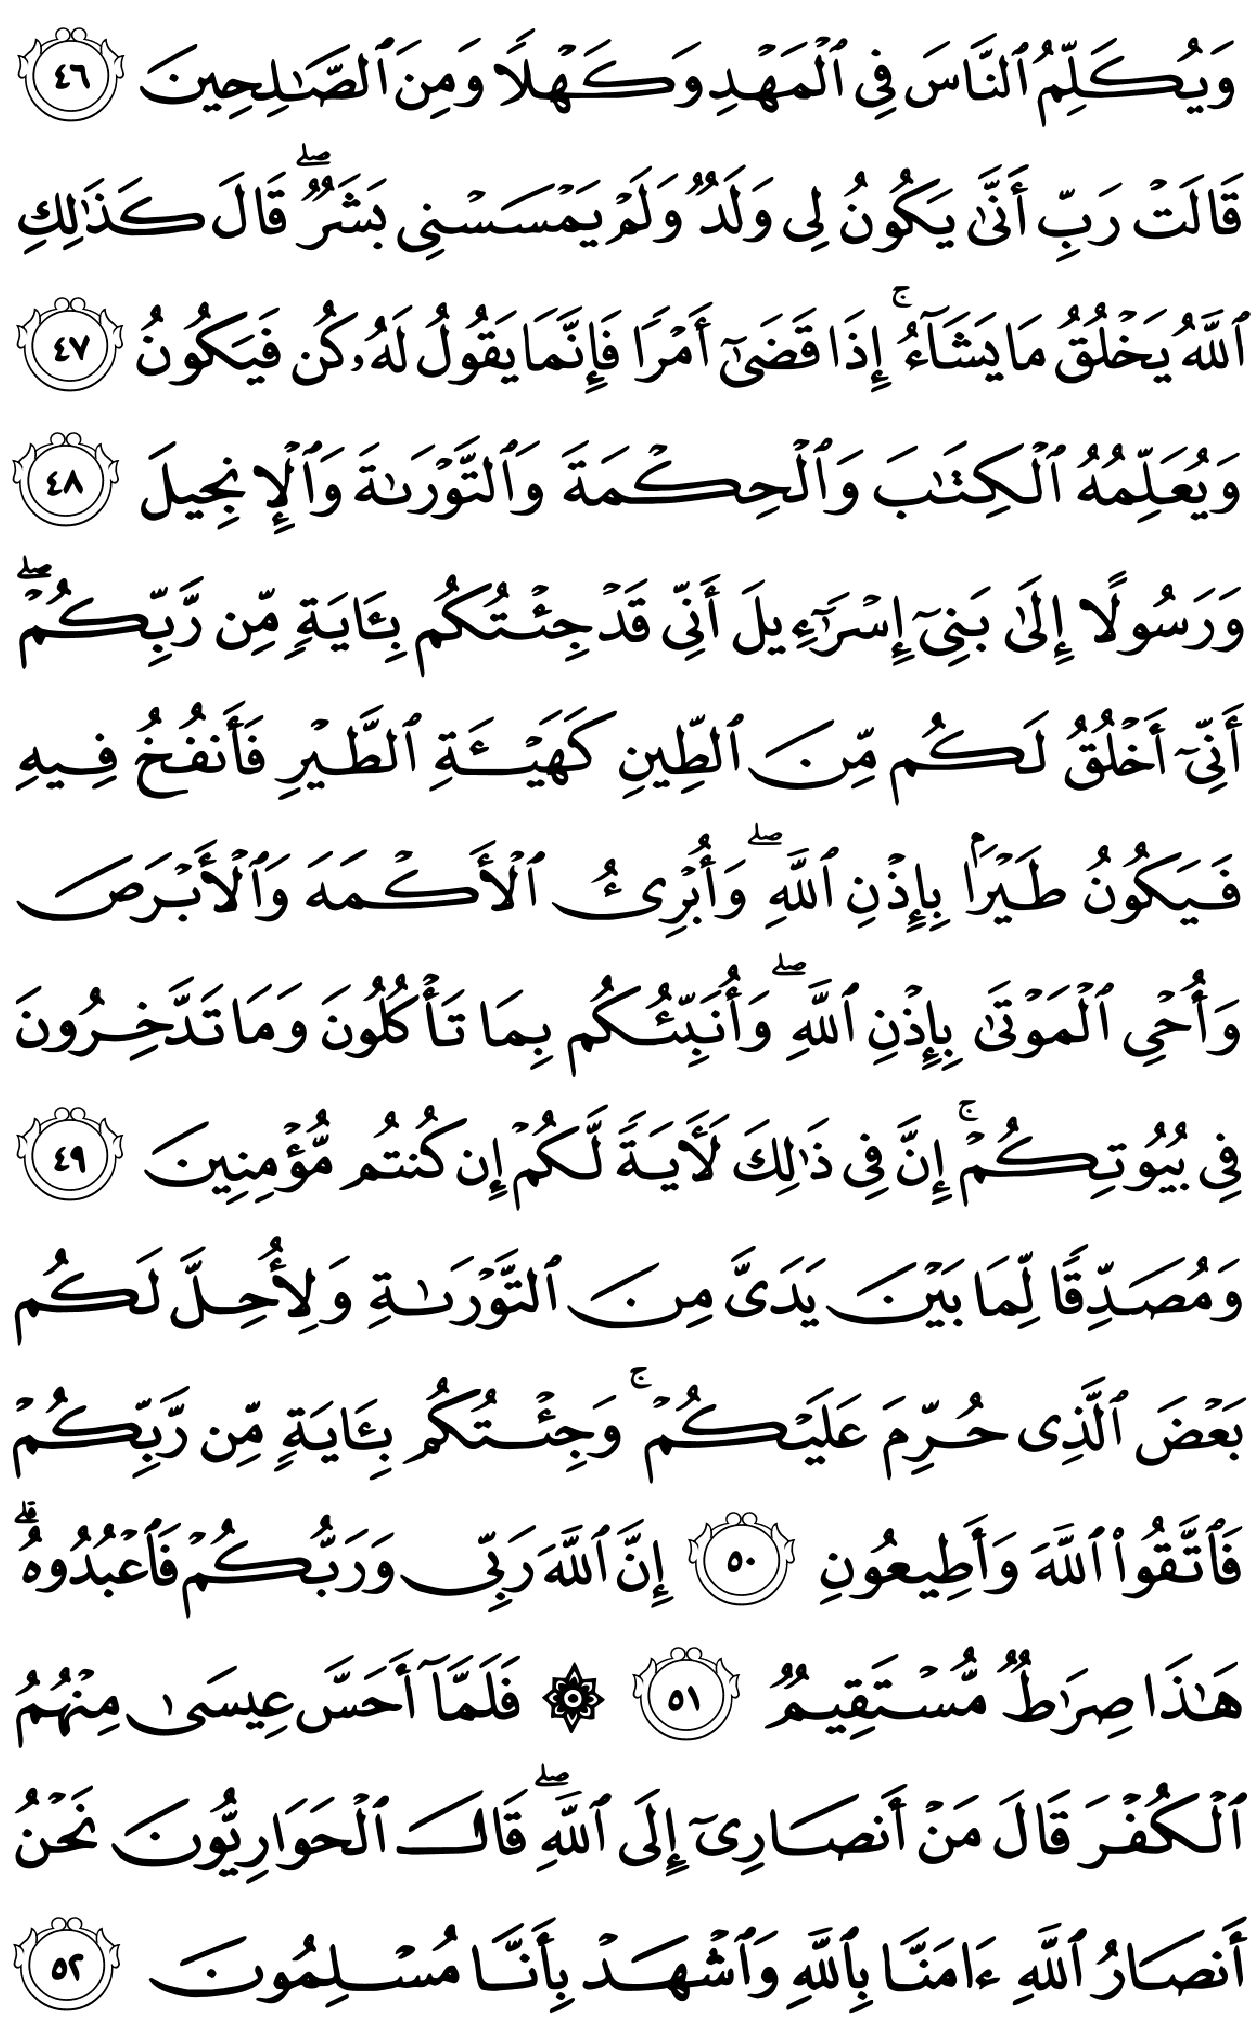 وَيُكَلِّمُ ٱلنَّاسَ فِي ٱلۡمَهۡدِ وَكَهۡلٗا وَمِنَ ٱلصَّٰلِحِينَ ٤٦
قَالَتۡ رَبِّ أَنَّىٰ يَكُونُ لِي وَلَدٞ وَلَمۡ يَمۡسَسۡنِي بَشَرٞۖ قَالَ كَذَٰلِكِ
ٱللَّهُ يَخۡلُقُ مَا يَشَآءُۚ إِذَا قَضَىٰٓ أَمۡرٗا فَإِنَّمَا يَقُولُ لَهُۥ كُن فَيَكُونُ ٤٧
وَيُعَلِّمُهُ ٱلۡكِتَٰبَ وَٱلۡحِكۡمَةَ وَٱلتَّوۡرَىٰةَ وَٱلۡإِنجِيلَ ٤٨
وَرَسُولًا إِلَىٰ بَنِيٓ إِسۡرَٰٓءِيلَ أَنِّي قَدۡ جِئۡتُكُم بِـَٔايَةٖ مِّن رَّبِّكُمۡۖ
أَنِّيٓ أَخۡلُقُ لَكُم مِّنَ ٱلطِّينِ كَهَيۡـَٔةِ ٱلطَّيۡرِ فَأَنفُخُ فِيهِ
فَيَكُونُ طَيۡرَۢا بِإِذۡنِ ٱللَّهِۖ وَأُبۡرِئُ ٱلۡأَكۡمَهَ وَٱلۡأَبۡرَصَ
وَأُحۡيِ ٱلۡمَوۡتَىٰ بِإِذۡنِ ٱللَّهِۖ وَأُنَبِّئُكُم بِمَا تَأۡكُلُونَ وَمَا تَدَّخِرُونَ
فِي بُيُوتِكُمۡۚ إِنَّ فِي ذَٰلِكَ لَأٓيَةٗ لَّكُمۡ إِن كُنتُم مُّؤۡمِنِينَ ٤٩
وَمُصَدِّقٗا لِّمَا بَيۡنَ يَدَيَّ مِنَ ٱلتَّوۡرَىٰةِ وَلِأُحِلَّ لَكُم
بَعۡضَ ٱلَّذِي حُرِّمَ عَلَيۡكُمۡۚ وَجِئۡتُكُم بِـَٔايَةٖ مِّن رَّبِّكُمۡ
فَٱتَّقُواْ ٱللَّهَ وَأَطِيعُونِ ٥٠ إِنَّ ٱللَّهَ رَبِّي وَرَبُّكُمۡ فَٱعۡبُدُوهُۚ
هَٰذَا صِرَٰطٞ مُّسۡتَقِيمٞ ٥١ ۞ فَلَمَّآ أَحَسَّ عِيسَىٰ مِنۡهُمُ
ٱلۡكُفۡرَ قَالَ مَنۡ أَنصَارِيٓ إِلَى ٱللَّهِۖ قَالَ ٱلۡحَوَارِيُّونَ نَحۡنُ
أَنصَارُ ٱللَّهِ ءَامَنَّا بِٱللَّهِ وَٱشۡهَدۡ بِأَنَّا مُسۡلِمُونَ ٥٢